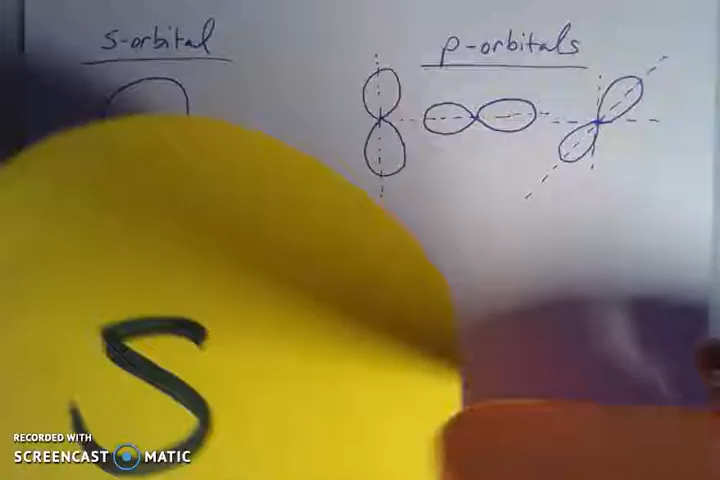 s-orbital
p-orbitals
S
RECORDED WITH
SCREENCAST MATIC